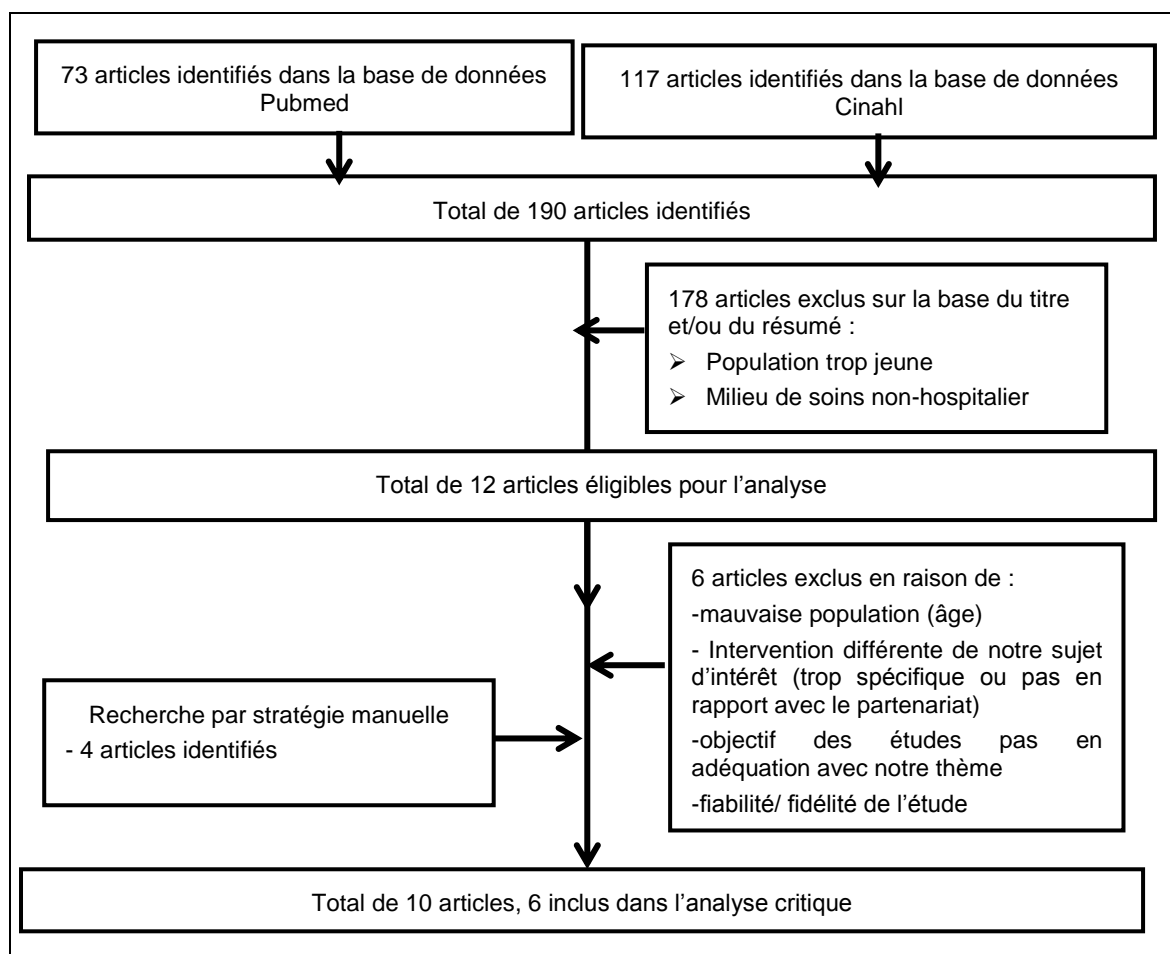 73 articles identifiés dans la base de données
Pubmed
117 articles identifiés dans la base de données
Cinahl
Total de 190 articles identifiés
178 articles exclus sur la base du titre
et/ou du résumé :
➢ Population trop jeune
➢ Milieu de soins non-hospitalier
Total de 12 articles éligibles pour l’analyse
6 articles exclus en raison de :
-mauvaise population (âge)
- Intervention différente de notre sujet
d’intérêt (trop spécifique ou pas en
rapport avec le partenariat)
-objectif des études pas en
adéquation avec notre thème
-fiabilité/ fidélité de l’étude
Recherche par stratégie manuelle
- 4 articles identifiés
Total de 10 articles, 6 inclus dans l’analyse critique